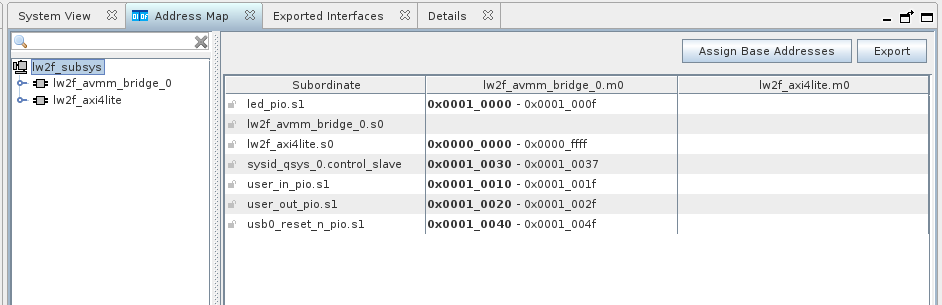 System View Address Map Exported Interfaces Details
Assign Base Addresses Export
lw2f_subsys
lw2f_avmm_bridge_0
lw2f_axi4lite
Subordinate lw2f_avmm_bridge_0.m0 lw2f_axi4lite.m0
led_pio.s1 0x0001_0000 - 0x0001_000f
lw2f_avmm_bridge_0.s0
lw2f_axi4lite.s0 0x0000_0000 - 0x0000_ffff
sysid_qsys_0.control_slave 0x0001_0030 - 0x0001_0037
user_in_pio.s1 0x0001_0010 - 0x0001_001f
user_out_pio.s1 0x0001_0020 - 0x0001_002f
usb0_reset_n_pio.s1 0x0001_0040 - 0x0001_004f